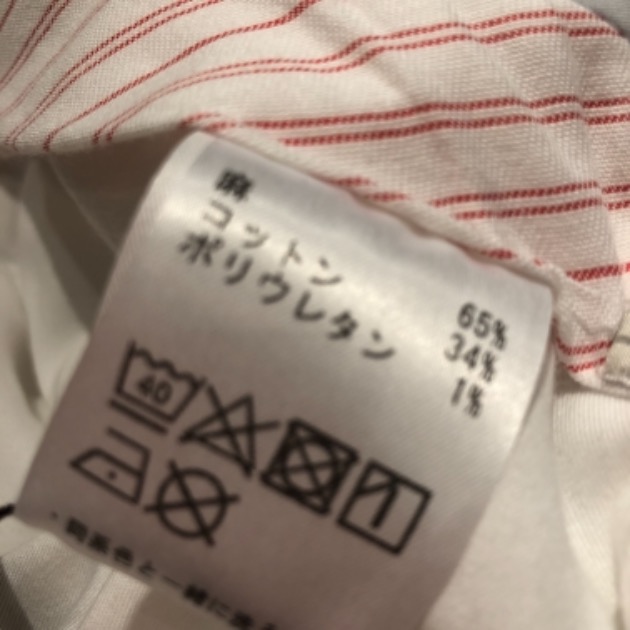 麻 65%
コットン 34%
ポリウレタン 1%
40